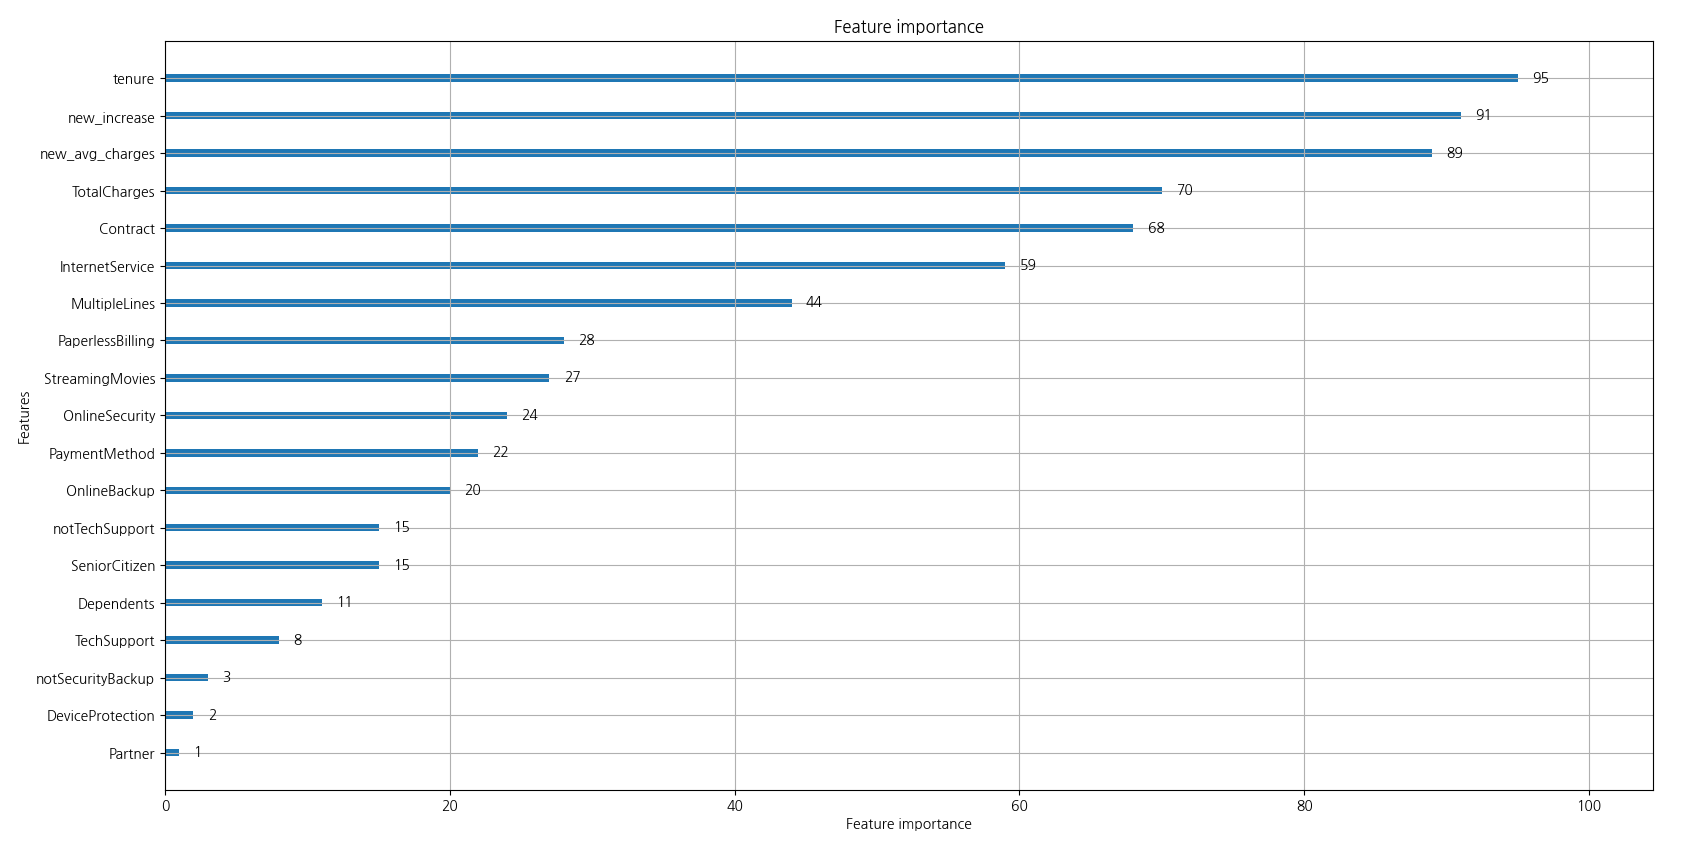 Feature importance
tenure 95
new_increase 91
new_avg_charges 89
TotalCharges 70
Contract 68
InternetService 59
MultipleLines 44
PaperlessBilling 28
StreamingMovies 27
OnlineSecurity 24
PaymentMethod 22
OnlineBackup 20
notTechSupport 15
SeniorCitizen 15
Dependents 11
TechSupport 8
notSecurityBackup 3
DeviceProtection 2
Partner 1
Features
0 20 40 60 80 100
Feature importance